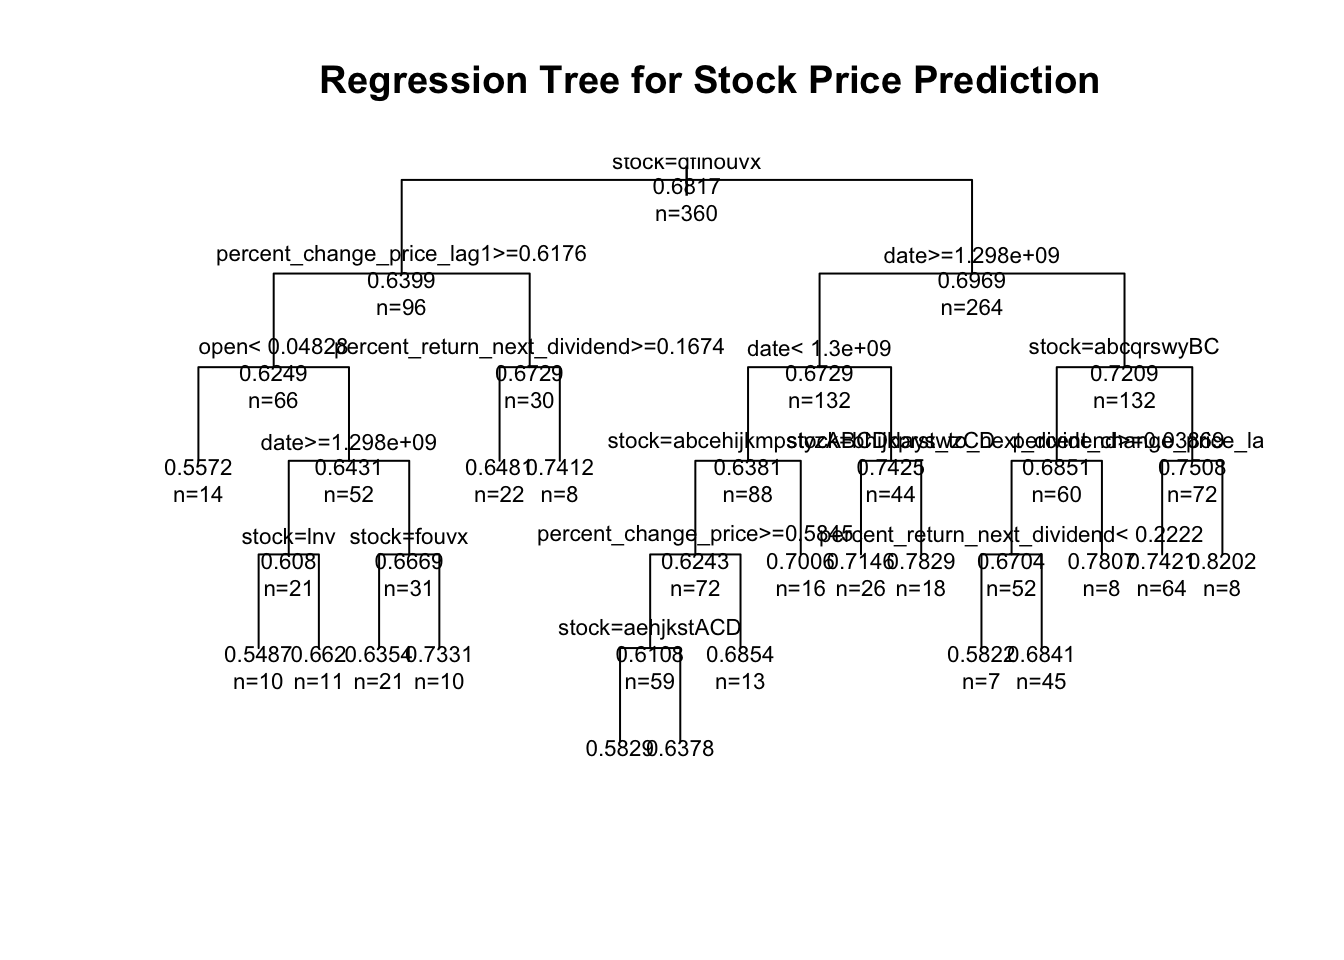 Regression Tree for Stock Price Prediction
0.6817
n=360
percent_change_price_lag1>=0.6176
date>=1.298e+09
0.6399
0.6969
n=96
n=264
open< 0.04828
percent_return_next_dividend>=0.1674
date< 1.3e+09
stock=abcqrswyBC
0.6249
0.6729
0.6729
0.7209
n=66
n=30
n=132
n=132
date>=1.298e+09
0.5572
0.6431
0.6481
0.7412
0.6381
0.7425
0.6851
0.7508
n=14
n=52
n=22
n=8
n=88
n=44
n=60
n=72
stock=lnv
stock=fouvx
percent_change_price>=0.5845
percent_return_next_dividend< 0.2222
0.608
0.6669
0.6243
0.7006
0.7146
0.7829
0.6704
0.7807
0.7421
0.8202
n=21
n=31
n=72
n=16
n=26
n=18
n=52
n=8
n=64
n=8
stock=aehjkstACD
0.5487
0.662
0.6354
0.7331
0.6108
0.6854
0.5822
0.6841
n=10
n=11
n=21
n=10
n=59
n=13
n=7
n=45
0.5829
0.6378